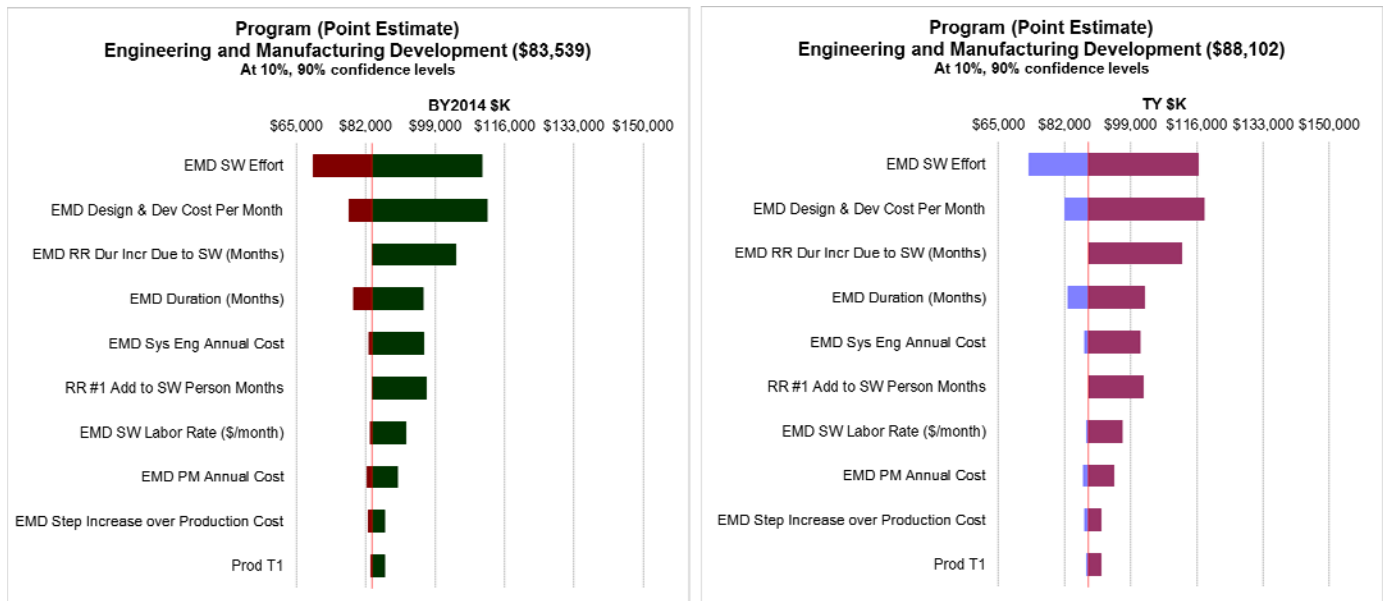 Program (Point Estimate)
Engineering and Manufacturing Development ($83,539)
At 10%, 90% confidence levels
BY2014 $K
$65,000 $82,000 $99,000 $116,000 $133,000 $150,000
EMD SW Effort
EMD Design & Dev Cost Per Month
EMD RR Dur Incr Due to SW (Months)
EMD Duration (Months)
EMD Sys Eng Annual Cost
RR #1 Add to SW Person Months
EMD SW Labor Rate ($/month)
EMD PM Annual Cost
EMD Step Increase over Production Cost
Prod T1
Program (Point Estimate)
Engineering and Manufacturing Development ($88,102)
At 10%, 90% confidence levels
TY $K
$65,000 $82,000 $99,000 $116,000 $133,000 $150,000
EMD SW Effort
EMD Design & Dev Cost Per Month
EMD RR Dur Incr Due to SW (Months)
EMD Duration (Months)
EMD Sys Eng Annual Cost
RR #1 Add to SW Person Months
EMD SW Labor Rate ($/month)
EMD PM Annual Cost
EMD Step Increase over Production Cost
Prod T1